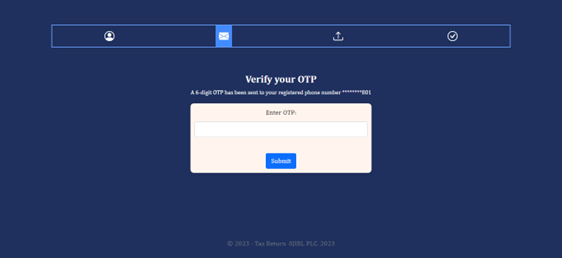 Verify your OTP
A 6-digit OTP has been sent to your registered phone number ********801
Enter OTP:
Submit
© 2023 - Tax Return
PLC. 2023